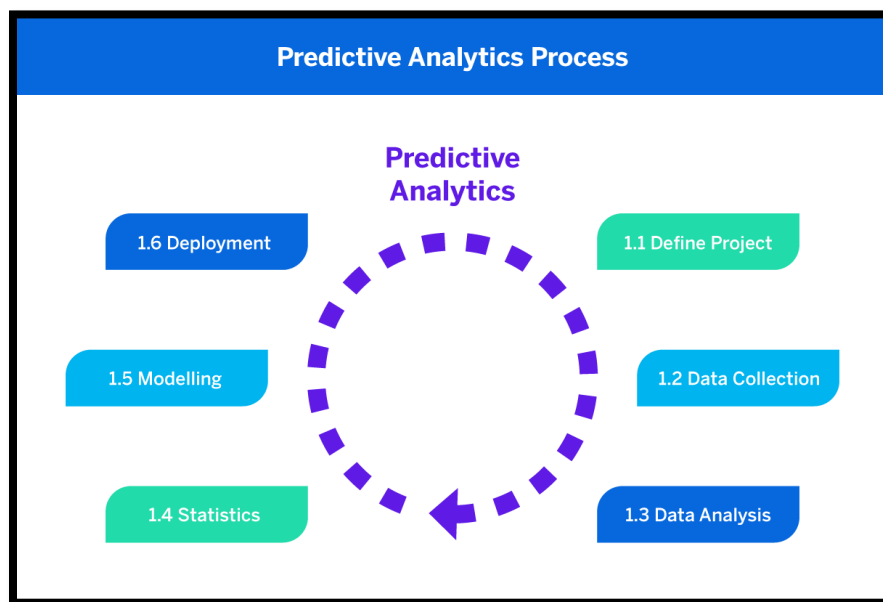 Predictive Analytics Process
Predictive
Analytics
1.1 Define Project
1.2 Data Collection
1.3 Data Analysis
1.4 Statistics
1.5 Modelling
1.6 Deployment